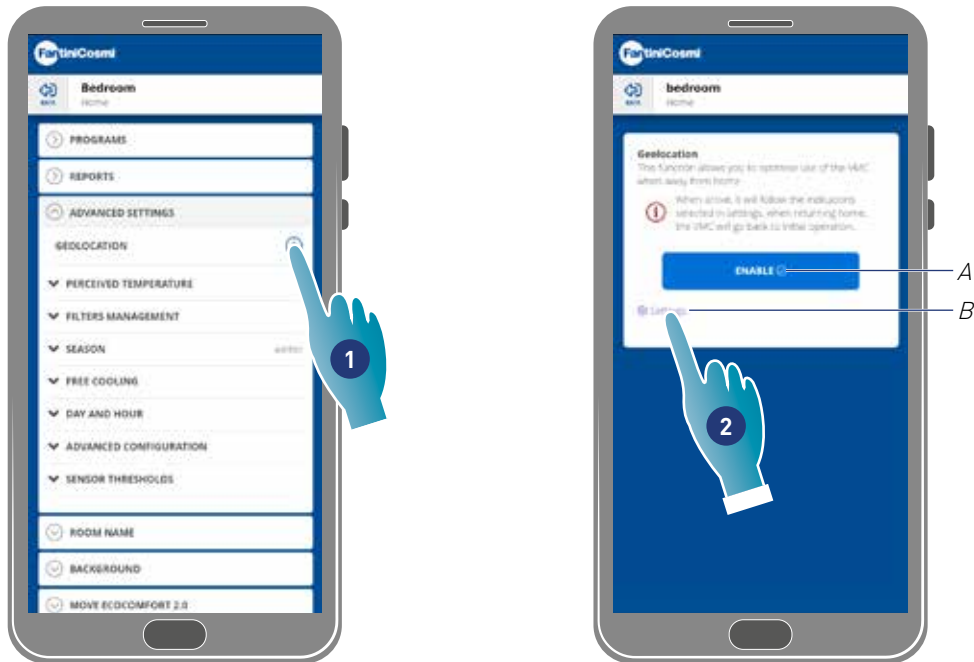 FantiniCosmi
BACK
Bedroom
Home
PROGRAMS
REPORTS
ADVANCED SETTINGS
GEOLOCATION
PERCEIVED TEMPERATURE
FILTERS MANAGEMENT
SEASON winter
FREE COOLING
DAY AND HOUR
ADVANCED CONFIGURATION
SENSOR THRESHOLDS
ROOM NAME
BACKGROUND
MOVE ECOCOMFORT 2.0
1
FantiniCosmi
BACK
bedroom
Home
Geolocation
This function allows you to optimise use of the VMC
when away from home
When active, it will follow the indications
selected in Settings, when returning home,
the VMC will go back to initial operation.
ENABLE
A
Settings
B
2